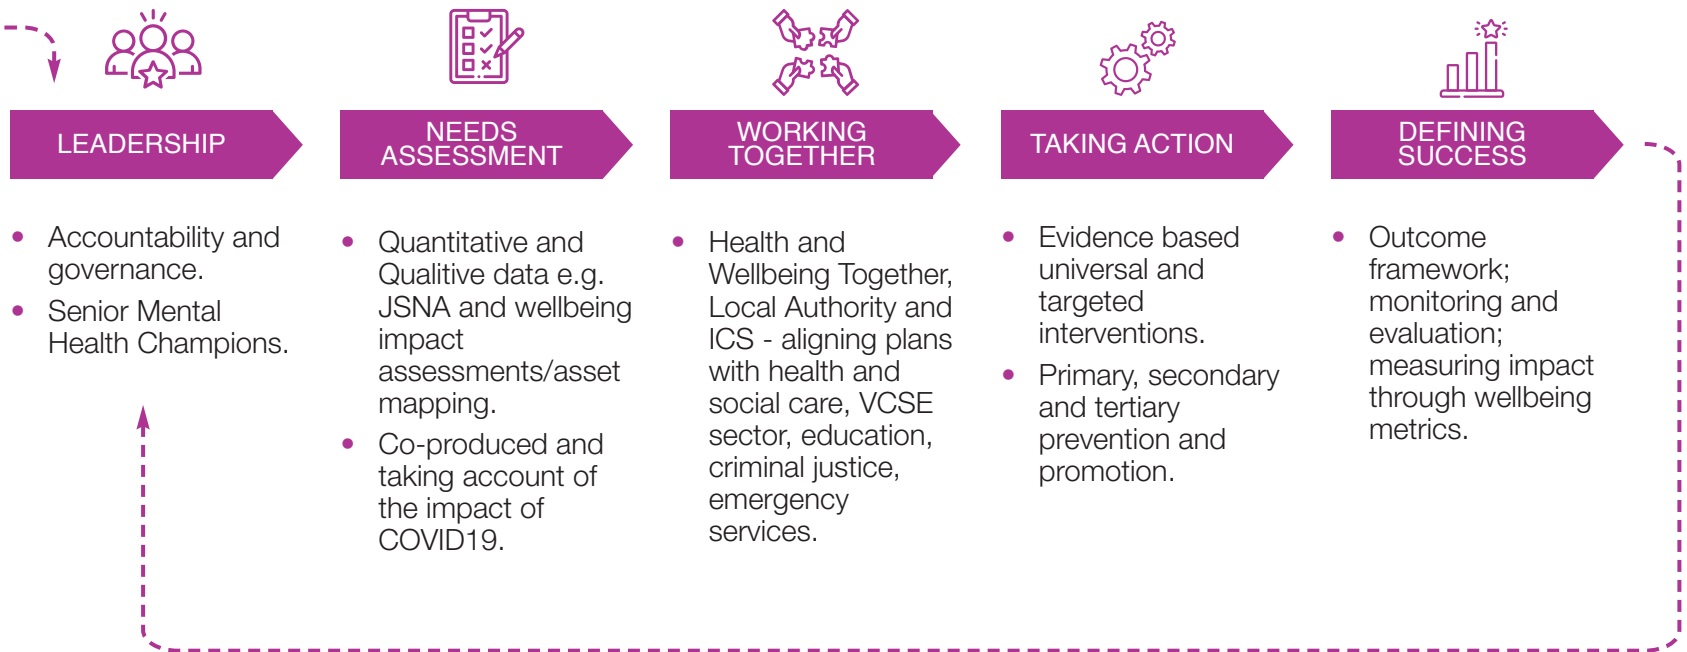 LEADERSHIP
Accountability and
governance.
Senior Mental
Health Champions.
NEEDS
ASSESSMENT
Quantitative and
Qualitive data e.g.
JSNA and wellbeing
impact
assessments/asset
mapping.
Co-produced and
taking account of
the impact of
COVID19.
WORKING
TOGETHER
Health and
Wellbeing Together,
Local Authority and
ICS - aligning plans
with health and
social care, VCSE
sector, education,
criminal justice,
emergency
services.
TAKING ACTION
Evidence based
universal and
targeted
interventions.
Primary, secondary
and tertiary
prevention and
promotion.
DEFINING
SUCCESS
Outcome
framework;
monitoring and
evaluation;
measuring impact
through wellbeing
metrics.